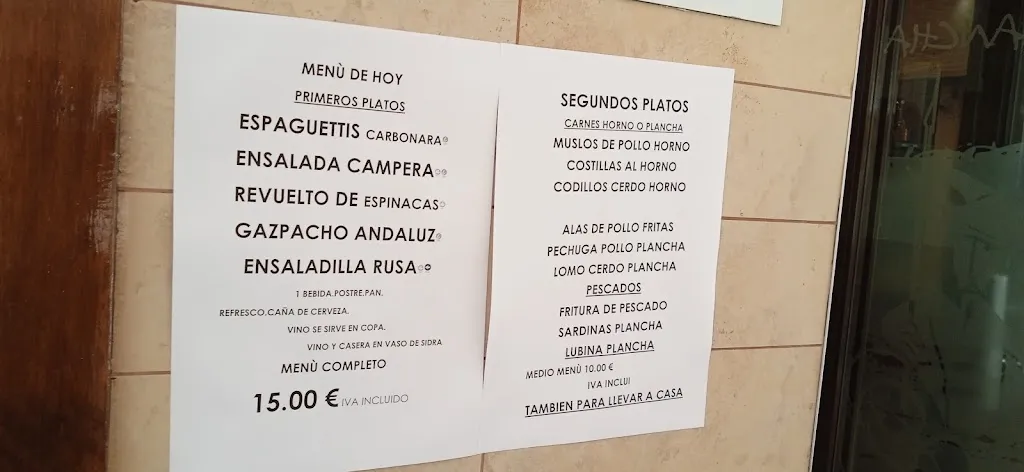 MENÙ DE HOY
PRIMEROS PLATOS
ESPAGUETTIS CARBONARA
ENSALADA CAMPERA
REVUELTO DE ESPINACAS
GAZPACHO ANDALUZ
ENSALADILLA RUSA
1 BEBIDA.POSTRE.PAN.
REFRESCO.CAÑA DE CERVEZA.
VINO SE SIRVE EN COPA.
VINO Y CASERA EN VASO DE SIDRA
MENÙ COMPLETO
15.00 € IVA INCLUIDO
SEGUNDOS PLATOS
CARNES HORNO O PLANCHA
MUSLOS DE POLLO HORNO
COSTILLAS AL HORNO
CODILLOS CERDO HORNO
ALAS DE POLLO FRITAS
PECHUGA POLLO PLANCHA
LOMO CERDO PLANCHA
PESCADOS
FRITURA DE PESCADO
SARDINAS PLANCHA
LUBINA PLANCHA
MEDIO MENÙ 10.00 €
IVA INCLUI
TAMBIEN PARA LLEVAR A CASA